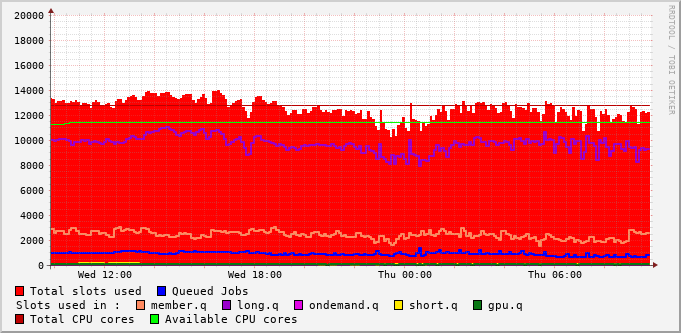 20000
18000
16000
14000
12000
10000
8000
6000
4000
2000
0
Wed 12:00 Wed 18:00 Thu 00:00 Thu 06:00
RRDTOOL / TOBI OETIKER
Total slots used Queued Jobs
Slots used in : member.q long.q ondemand.q short.q gpu.q
Total CPU cores Available CPU cores